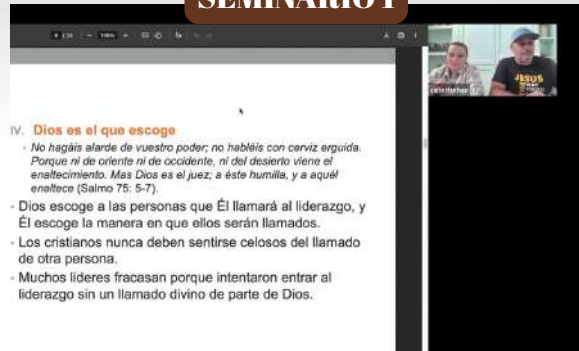 SEMINARIO I
IV. Dios es el que escoge
- No hagáis alarde de vuestro poder; no habléis con cerviz erguida.
Porque ni de oriente ni de occidente, ni del desierto viene el
enaltecimiento. Mas Dios es el juez; a éste humilla, y a aquél
enaltece (Salmo 75: 5-7).
- Dios escoge a las personas que Él llamará al liderazgo, y
Él escoge la manera en que ellos serán llamados.
- Los cristianos nunca deben sentirse celosos del llamado
de otra persona.
- Muchos lideres fracasan porque intentaron entrar al
liderazgo sin un llamado divino de parte de Dios.
JESUS